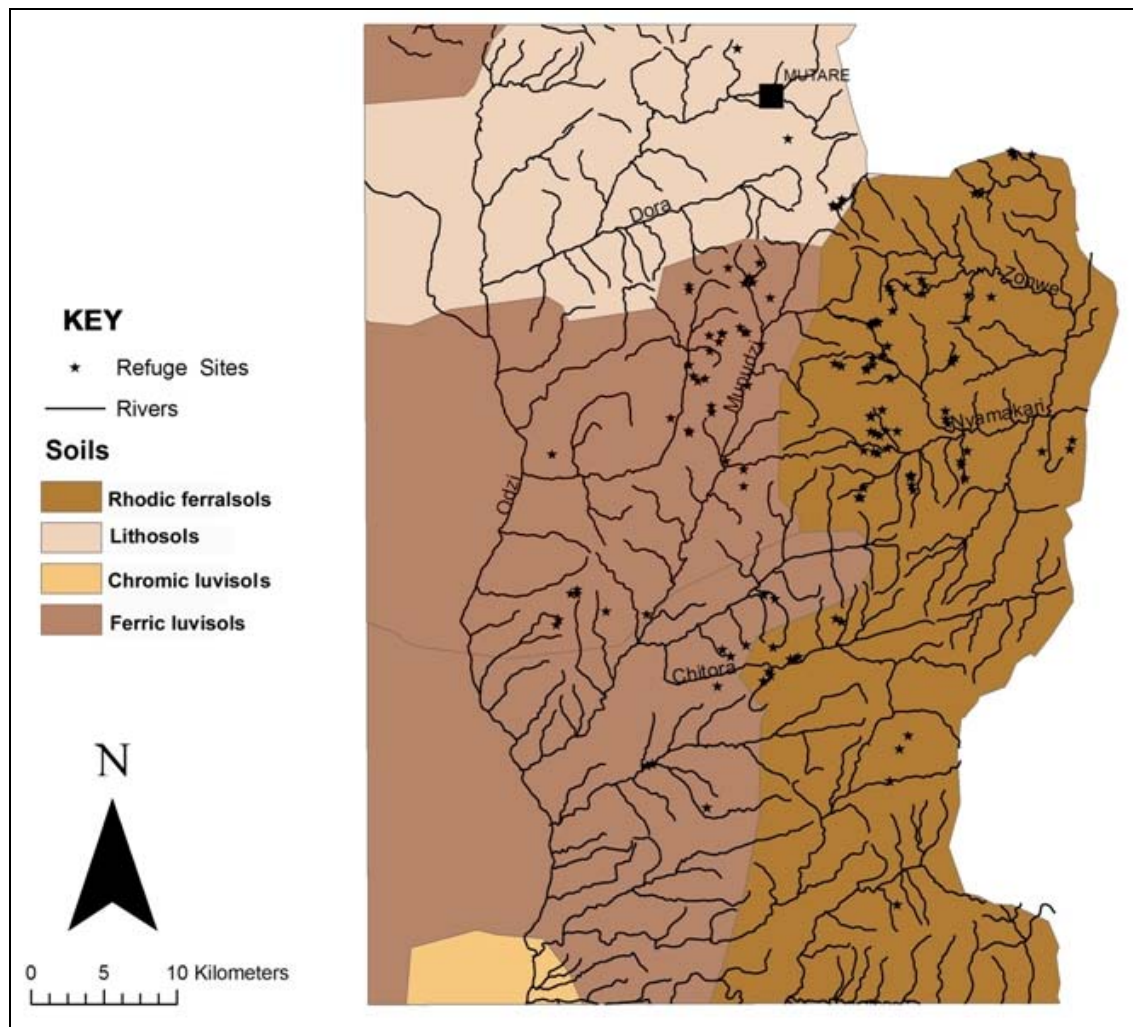 MUTARE
Dora
Zonwe
KEY
Refuge Sites
Munudzi
Rivers
Nyamakari
Soils
Odzi
Rhodic ferralsols
Lithosols
Chromic luvisols
Ferric luvisols
Chitora
N
0 5 10 Kilometers